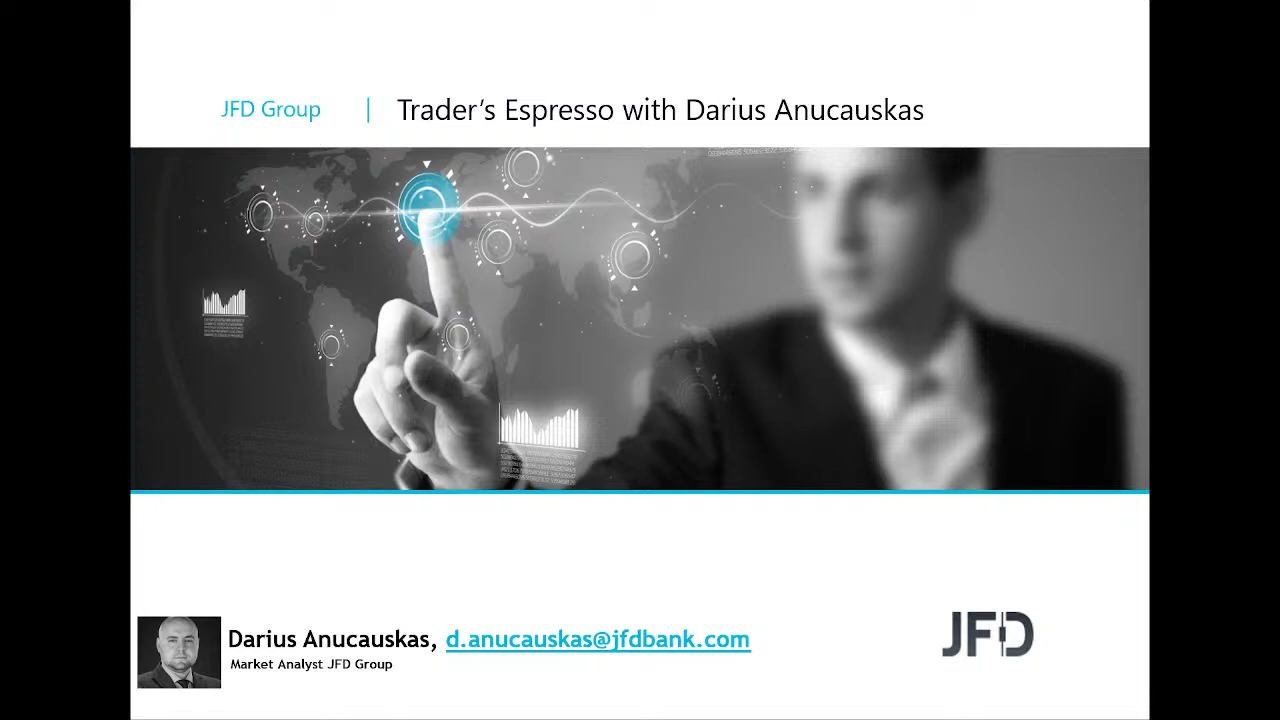 JFD Group | Trader's Espresso with Darius Anucauskas
Darius Anucauskas, d.anucauskas@jfdbank.com
Market Analyst JFD Group
JFD